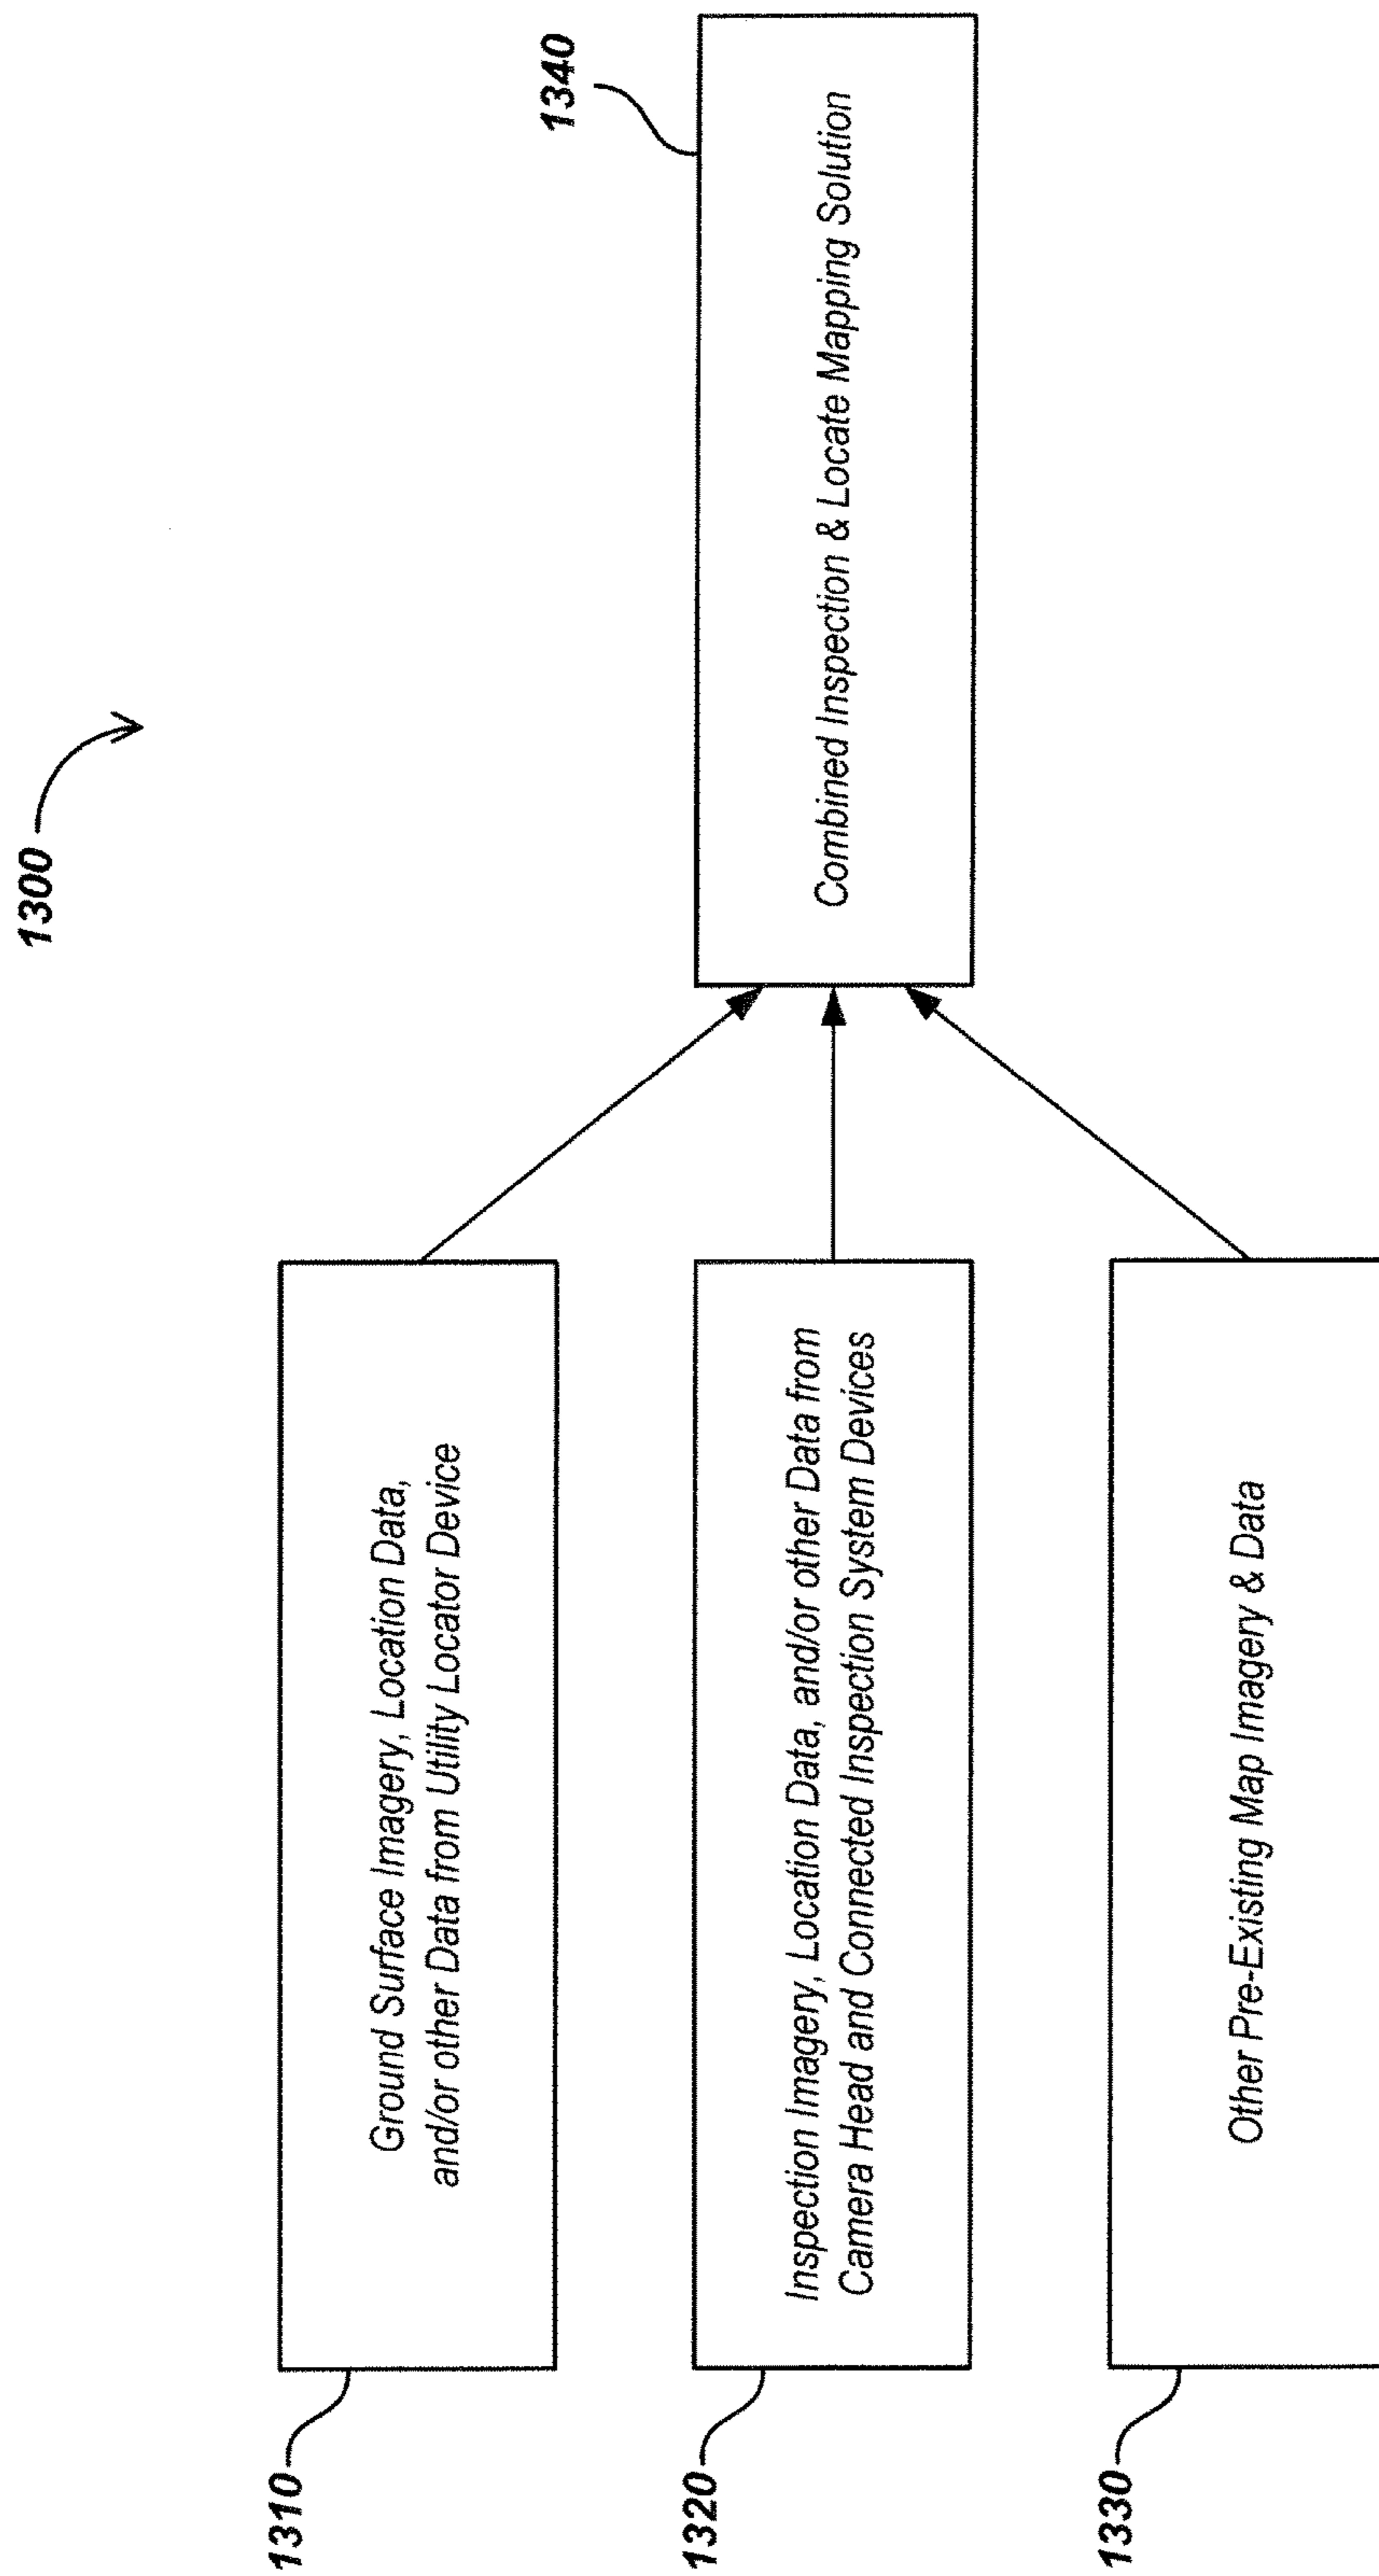 1300
1310
Ground Surface Imagery, Location Data,
and/or other Data from Utility Locator Device
1320
Inspection Imagery, Location Data, and/or other Data from
Camera Head and Connected Inspection System Devices
1330
Other Pre-Existing Map Imagery & Data
1340
Combined Inspection & Locate Mapping Solution